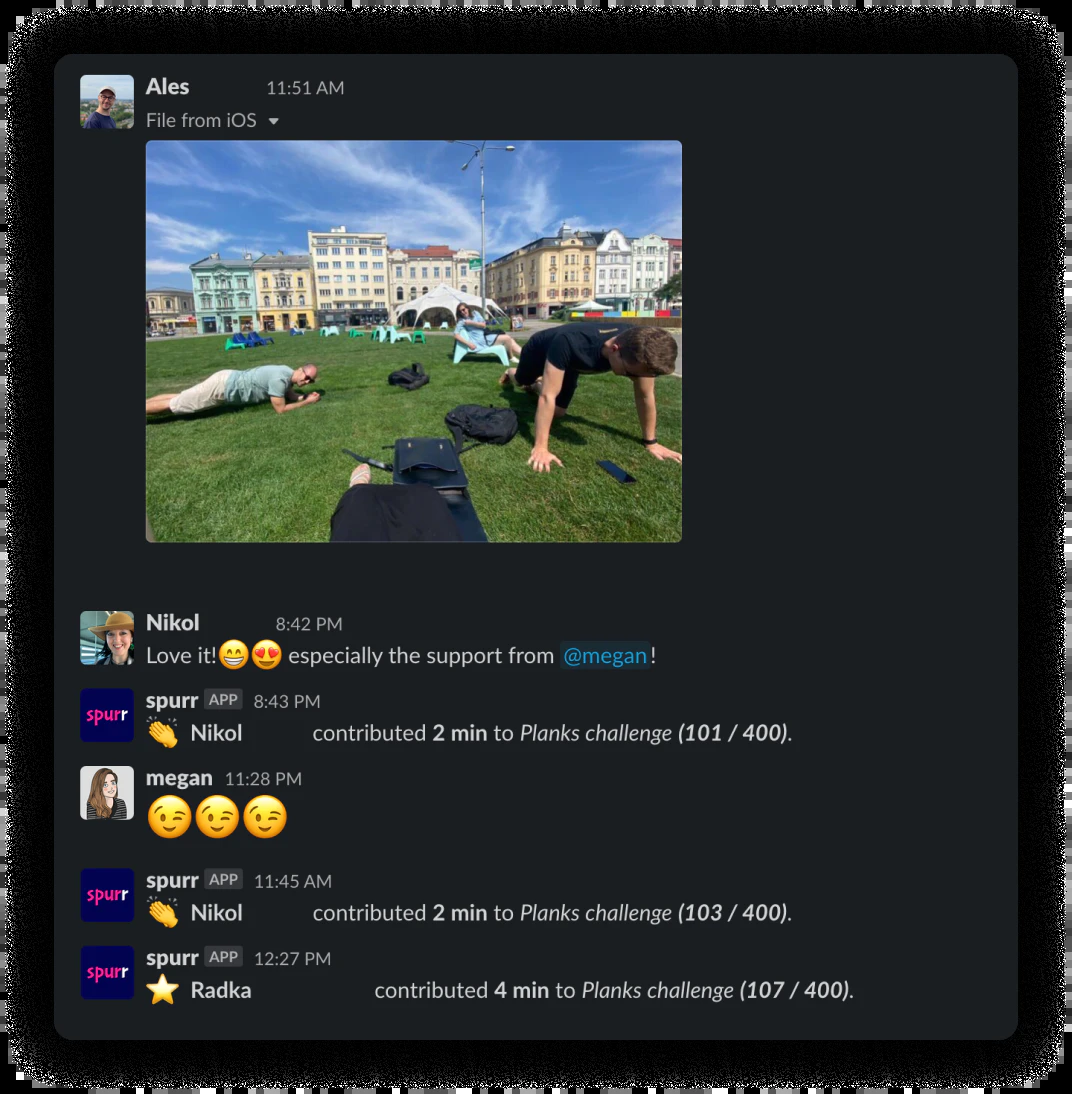 Ales 11:51 AM
File from iOS
Nikol 8:42 PM
Love it!😁😍 especially the support from @megan!
spurr
spurr APP 8:43 PM
👏 Nikol contributed 2 min to Planks challenge (101 / 400).
megan 11:28 PM
😉😉😉
spurr
spurr APP 11:45 AM
👏 Nikol contributed 2 min to Planks challenge (103 / 400).
spurr
spurr APP 12:27 PM
⭐ Radka contributed 4 min to Planks challenge (107 / 400).